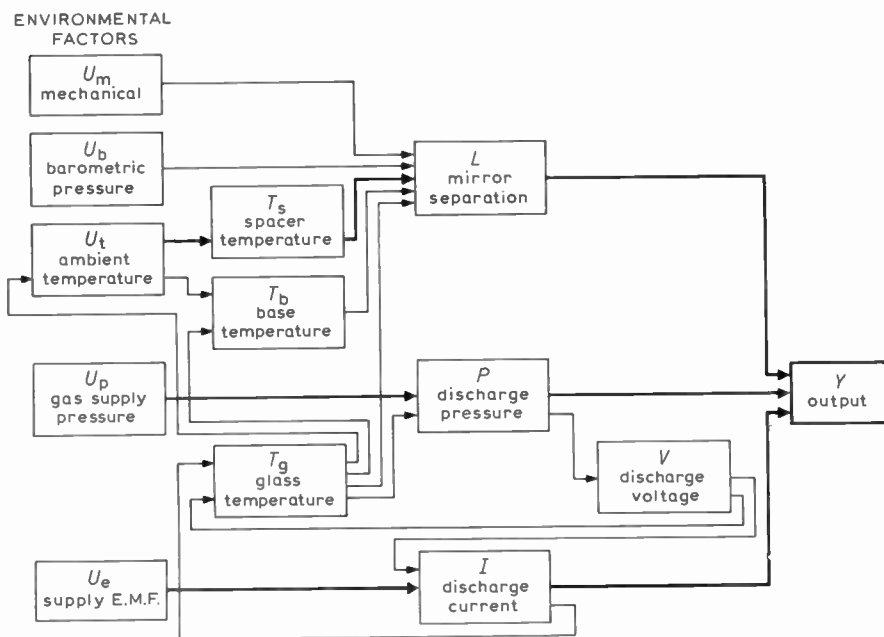 ENVIRONMENTAL
FACTORS
Um
mechanical
Ub
barometric
pressure
L
mirror
separation
Ts
spacer
temperature
Ut
ambient
temperature
Tb
base
temperature
Up
gas supply
pressure
P
discharge
pressure
Y
output
Tg
glass
temperature
V
discharge
voltage
Ue
supply E.M.F.
I
discharge
current